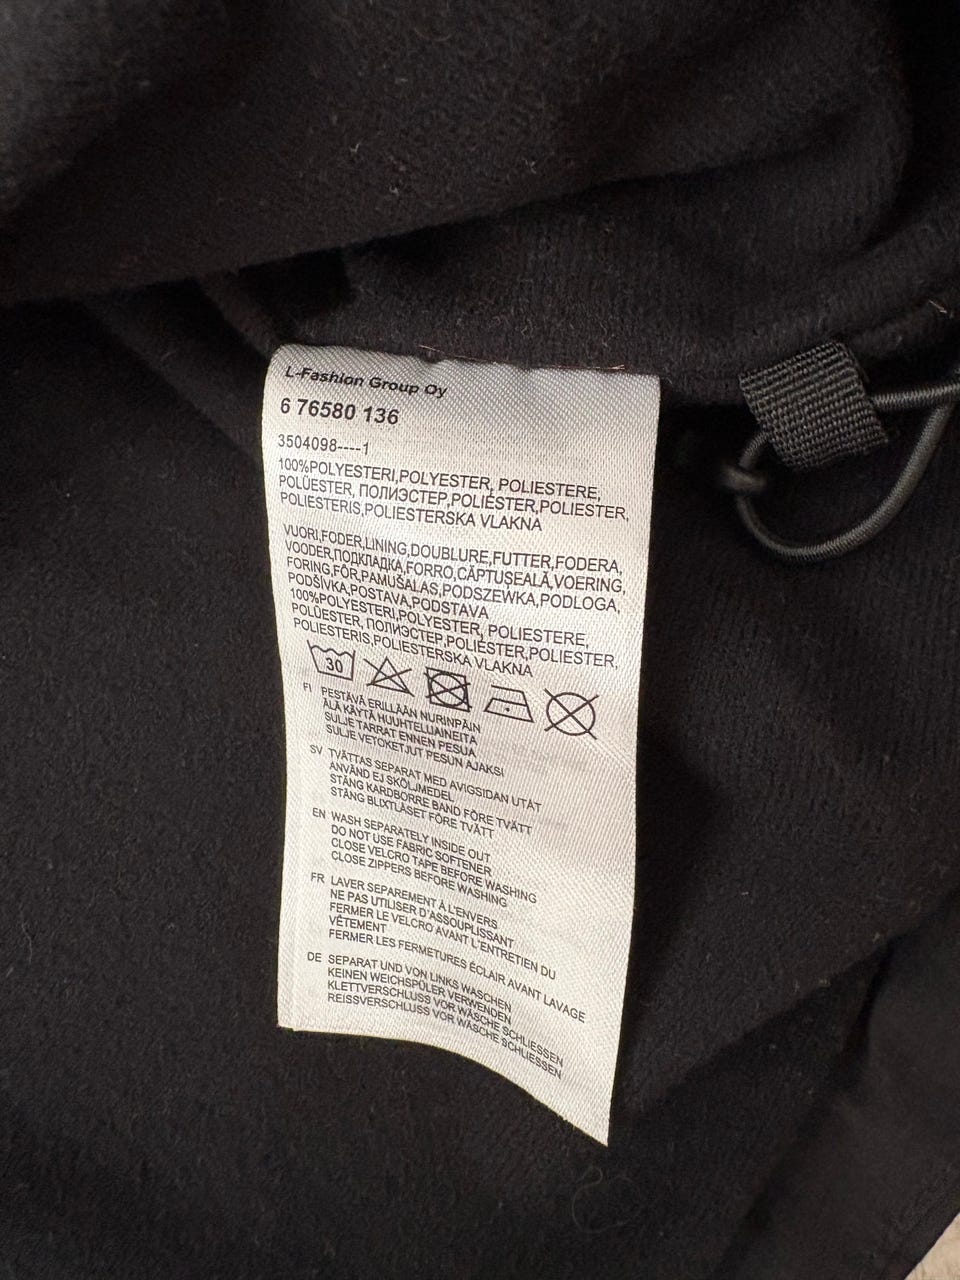 L-Fashion Group Oy
6 76580 136
3504098----1
100%POLYESTERI,POLYESTER, POLIESTERE,
POLÜESTER, ПОЛИЭСТЕР,POLIÉSTER,POLIESTER,
POLIESTERIS,POLIESTERSKA VLAKNA
VUORI,FODER,LINING,DOUBLURE,FUTTER,FODERA,
VOODER,ПОДКЛАДКА,FORRO,CĂPTUŞEALĂ,VOERING,
FORING,FÓR,PAMUŠALAS,PODSZEWKA,PODLOGA,
PODŠÍVKA,POSTAVA,PODSTAVA
100%POLYESTERI,POLYESTER, POLIESTERE,
POLÜESTER, ПОЛИЭСТЕР,POLIÉSTER,POLIESTER,
POLIESTERIS,POLIESTERSKA VLAKNA
30
FI PESTÄVÄ ERILLÄÄN NURINPÄIN
ÄLÄ KÄYTÄ HUUHTELUAINEITA
SULJE TARRAT ENNEN PESUA
SULJE VETOKETJUT PESUN AJAKSI
SV TVÄTTAS SEPARAT MED AVIGSIDAN UTÅT
ANVÄND EJ SKÖLJMEDEL
STÄNG KARDBORRE BAND FÖRE TVÄTT
STÄNG BLIXTLÅSET FÖRE TVÄTT
EN WASH SEPARATELY INSIDE OUT
DO NOT USE FABRIC SOFTENER
CLOSE VELCRO TAPE BEFORE WASHING
CLOSE ZIPPERS BEFORE WASHING
FR LAVER SEPAREMENT À L'ENVERS
NE PAS UTILISER D'ASSOUPLISSANT
FERMER LE VELCRO AVANT L'ENTRETIEN DU
VÊTEMENT
FERMER LES FERMETURES ÉCLAIR AVANT LAVAGE
DE SEPARAT UND VON LINKS WASCHEN
KEINEN WEICHSPÜLER VERWENDEN
KLETTVERSCHLUSS VOR WÄSCHE SCHLIESSEN
REISSVERSCHLUSS VOR WÄSCHE SCHLIESSEN